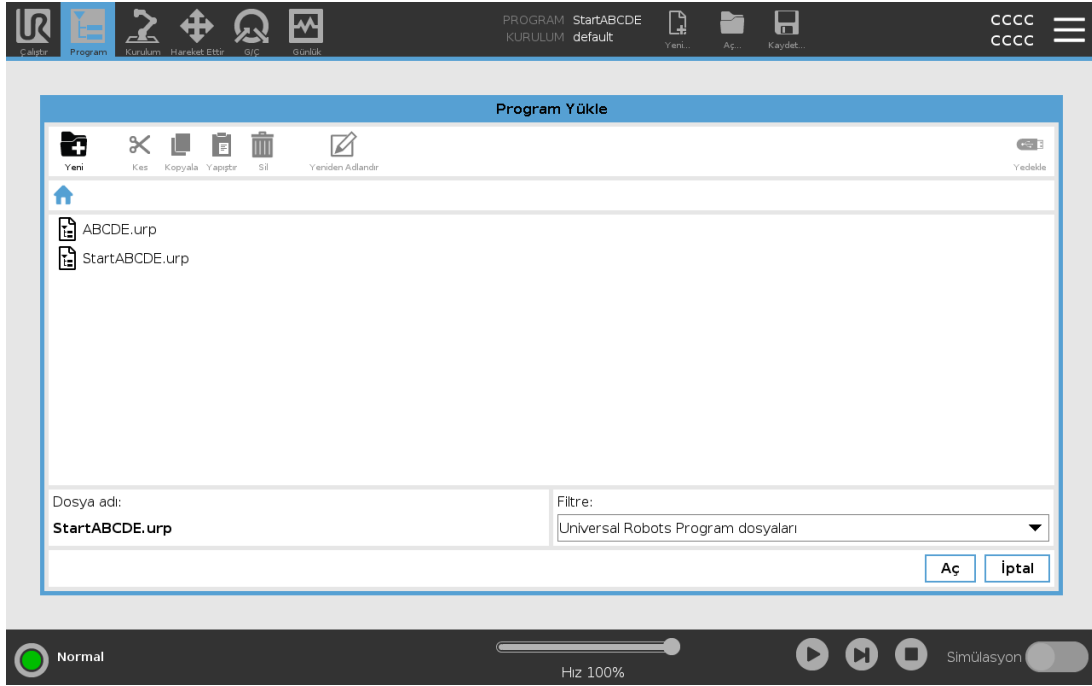 UR
Çalıştır Program Kurulum Hareket Ettir G/Ç Günlük
PROGRAM StartABCDE
KURULUM default
Yeni... Aç... Kaydet...
CCCC
CCCC
Program Yükle
Yeni Kes Kopyala Yapıştır Sil Yeniden Adlandır Yedekle
ABCDE.urp
StartABCDE.urp
Dosya adı:
StartABCDE.urp
Filtre:
Universal Robots Program dosyaları
Aç İptal
Normal
Hız 100%
Simülasyon